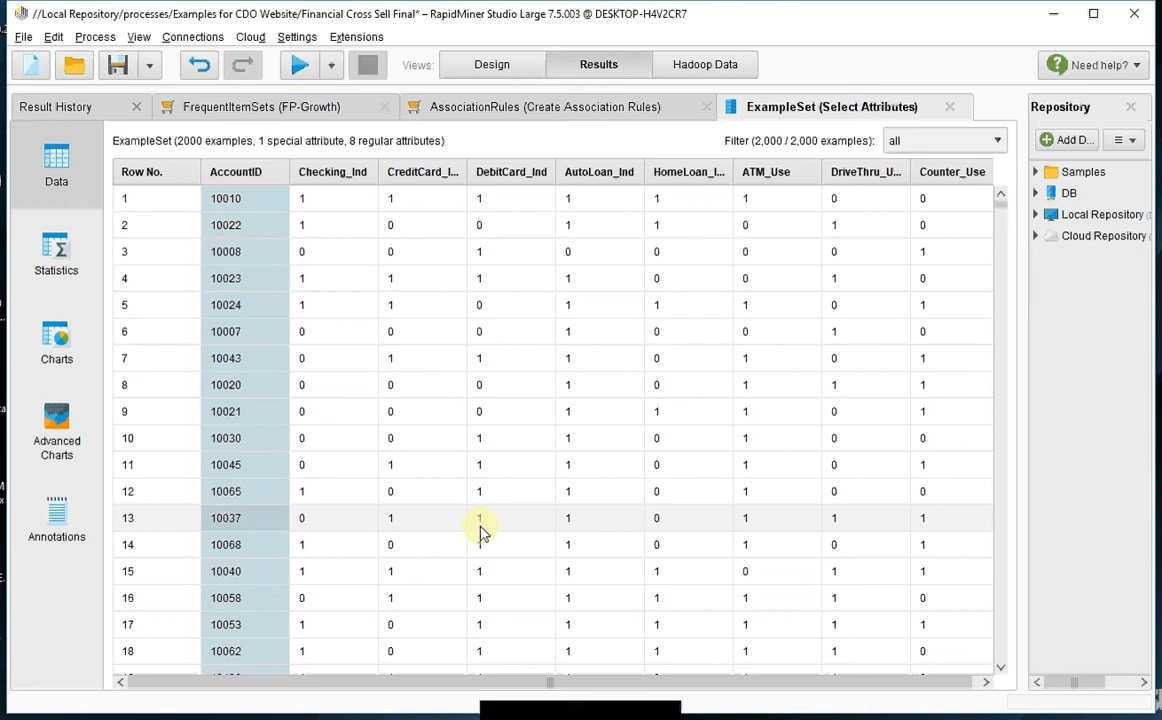 //Local Repository/processes/Examples for CDO Website/Financial Cross Sell Final* – RapidMiner Studio Large 7.5.003 @ DESKTOP-H4V2CR7
File Edit Process View Connections Cloud Settings Extensions
Views: Design Results Hadoop Data Need help?
Result History FrequentItemSets (FP-Growth) AssociationRules (Create Association Rules) ExampleSet (Select Attributes) Repository
ExampleSet (2000 examples, 1 special attribute, 8 regular attributes) Filter (2,000 / 2,000 examples): all Add D...
Row No. AccountID Checking_Ind CreditCard_I... DebitCard_Ind AutoLoan_Ind HomeLoan_I... ATM_Use DriveThru_U... Counter_Use
1 10010 1 1 1 1 1 1 0 0
2 10022 1 0 0 1 1 0 1 0
3 10008 0 0 1 0 0 0 0 1
4 10023 1 1 1 1 0 0 1 0
5 10024 1 1 0 1 1 1 0 1
6 10007 0 0 0 1 0 0 1 0
7 10043 0 1 1 1 0 1 0 1
8 10020 0 0 0 1 0 1 1 1
9 10021 0 0 0 1 1 1 0 1
10 10030 0 0 1 1 0 1 0 0
11 10045 0 1 1 1 0 1 0 1
12 10065 1 0 1 1 0 1 1 0
13 10037 0 1 1 1 0 1 1 1
14 10068 1 0 1 1 0 1 0 1
15 10040 1 1 1 1 1 0 1 1
16 10058 0 1 1 1 1 1 1 0
17 10053 1 0 1 1 1 1 1 0
18 10062 1 0 1 1 1 1 1 0
Data
Statistics
Charts
Advanced
Charts
Annotations
Samples
DB
Local Repository
Cloud Repository